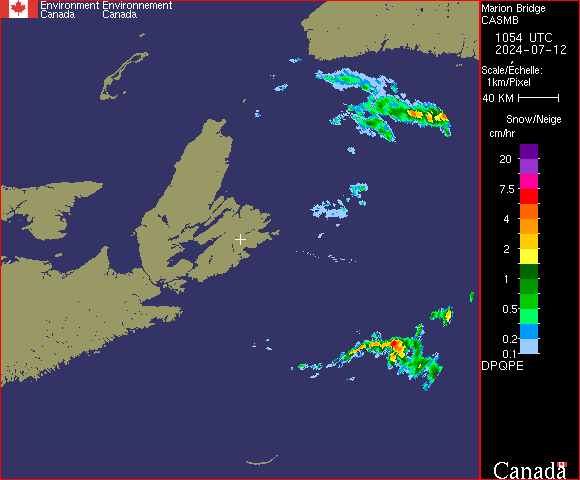 Environment Environnement
Canada Canada
Marion Bridge
CASMB
1054 UTC
2024-07-12
Scale/Echelle:
1km/Pixel
40 KM
Snow/Neige
cm/hr
20
7.5
4
2
1
0.5
0.2
0.1
DPQPE
Canada